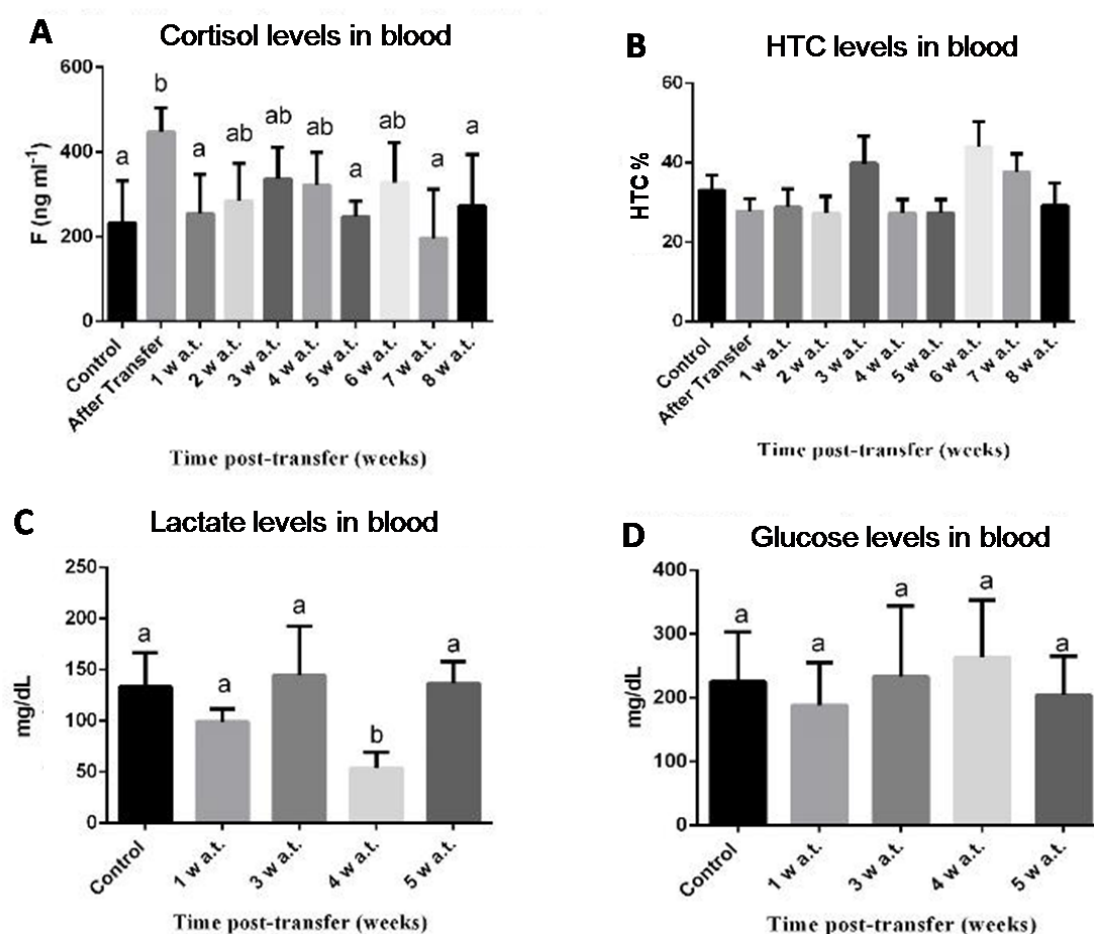 A
Cortisol levels in blood
F (ng ml⁻¹)
600
400
200
0
a
b
a
ab
ab
ab
a
ab
a
a
Control
After Transfer
1 w a.t.
2 w a.t.
3 w a.t.
4 w a.t.
5 w a.t.
6 w a.t.
7 w a.t.
8 w a.t.
Time post-transfer (weeks)
B
HTC levels in blood
HTC %
60
40
20
0
Control
After Transfer
1 w a.t.
2 w a.t.
3 w a.t.
4 w a.t.
5 w a.t.
6 w a.t.
7 w a.t.
8 w a.t.
Time post-transfer (weeks)
C
Lactate levels in blood
mg/dL
250
200
150
100
50
0
a
a
a
b
a
Control
1 w a.t.
3 w a.t.
4 w a.t.
5 w a.t.
Time post-transfer (weeks)
D
Glucose levels in blood
mg/dL
400
300
200
100
0
a
a
a
a
a
Control
1 w a.t.
3 w a.t.
4 w a.t.
5 w a.t.
Time post-transfer (weeks)